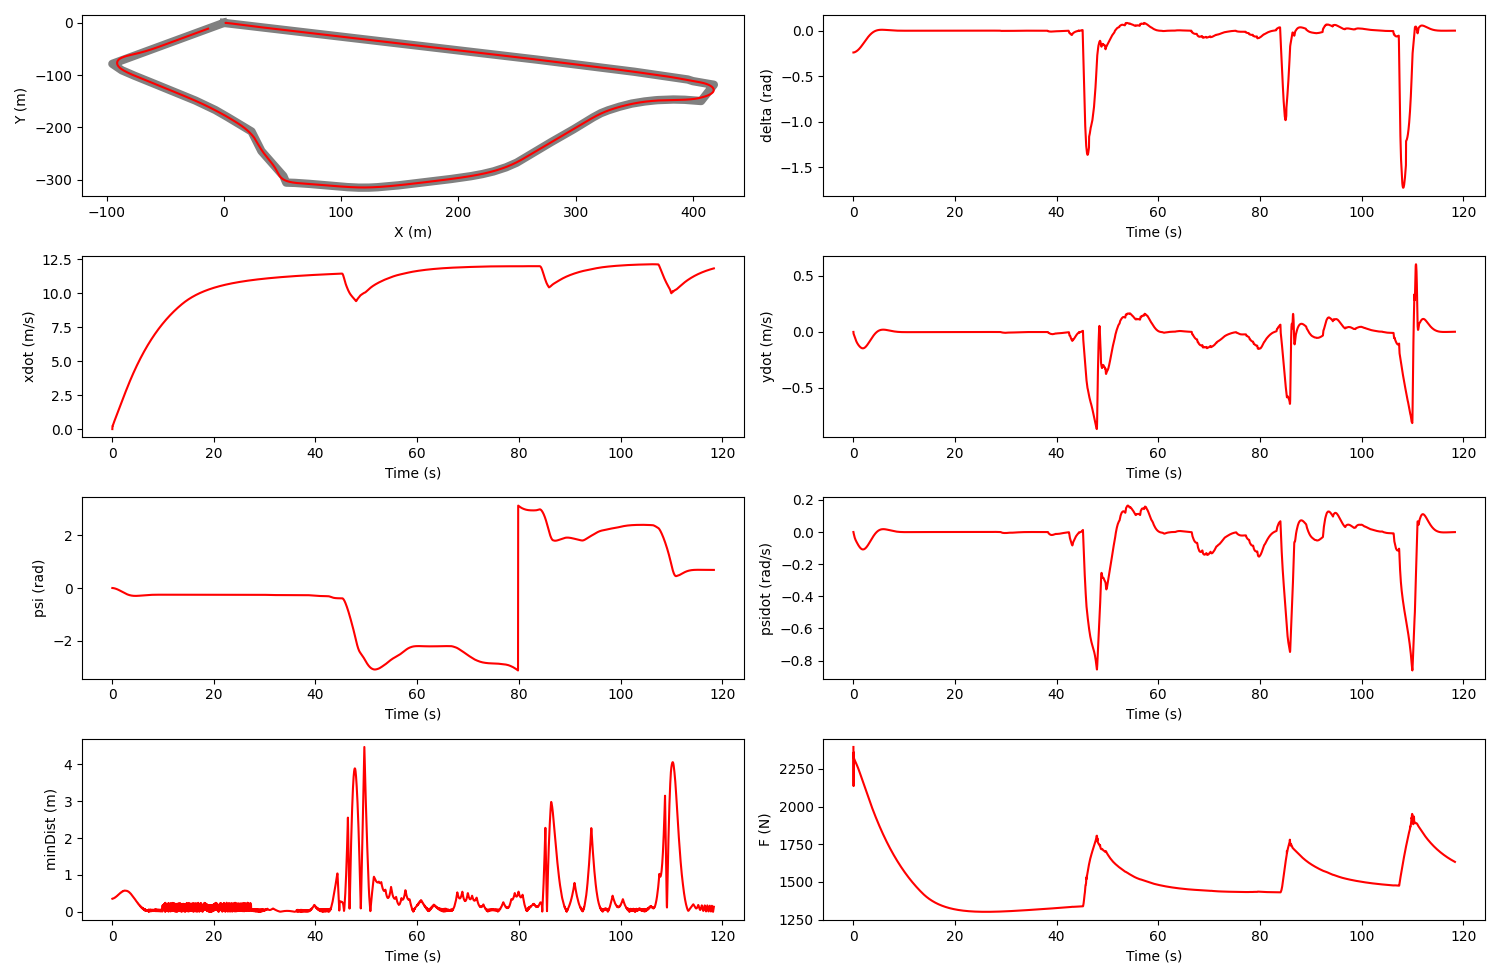 Y (m)
0
−100
−200
−300
−100 0 100 200 300 400
X (m)
delta (rad)
0.0
−0.5
−1.0
−1.5
0 20 40 60 80 100 120
Time (s)
xdot (m/s)
12.5
10.0
7.5
5.0
2.5
0.0
0 20 40 60 80 100 120
Time (s)
ydot (m/s)
0.5
0.0
−0.5
0 20 40 60 80 100 120
Time (s)
psi (rad)
2
0
−2
0 20 40 60 80 100 120
Time (s)
psidot (rad/s)
0.2
0.0
−0.2
−0.4
−0.6
−0.8
0 20 40 60 80 100 120
Time (s)
minDist (m)
4
3
2
1
0
0 20 40 60 80 100 120
Time (s)
F (N)
2250
2000
1750
1500
1250
0 20 40 60 80 100 120
Time (s)